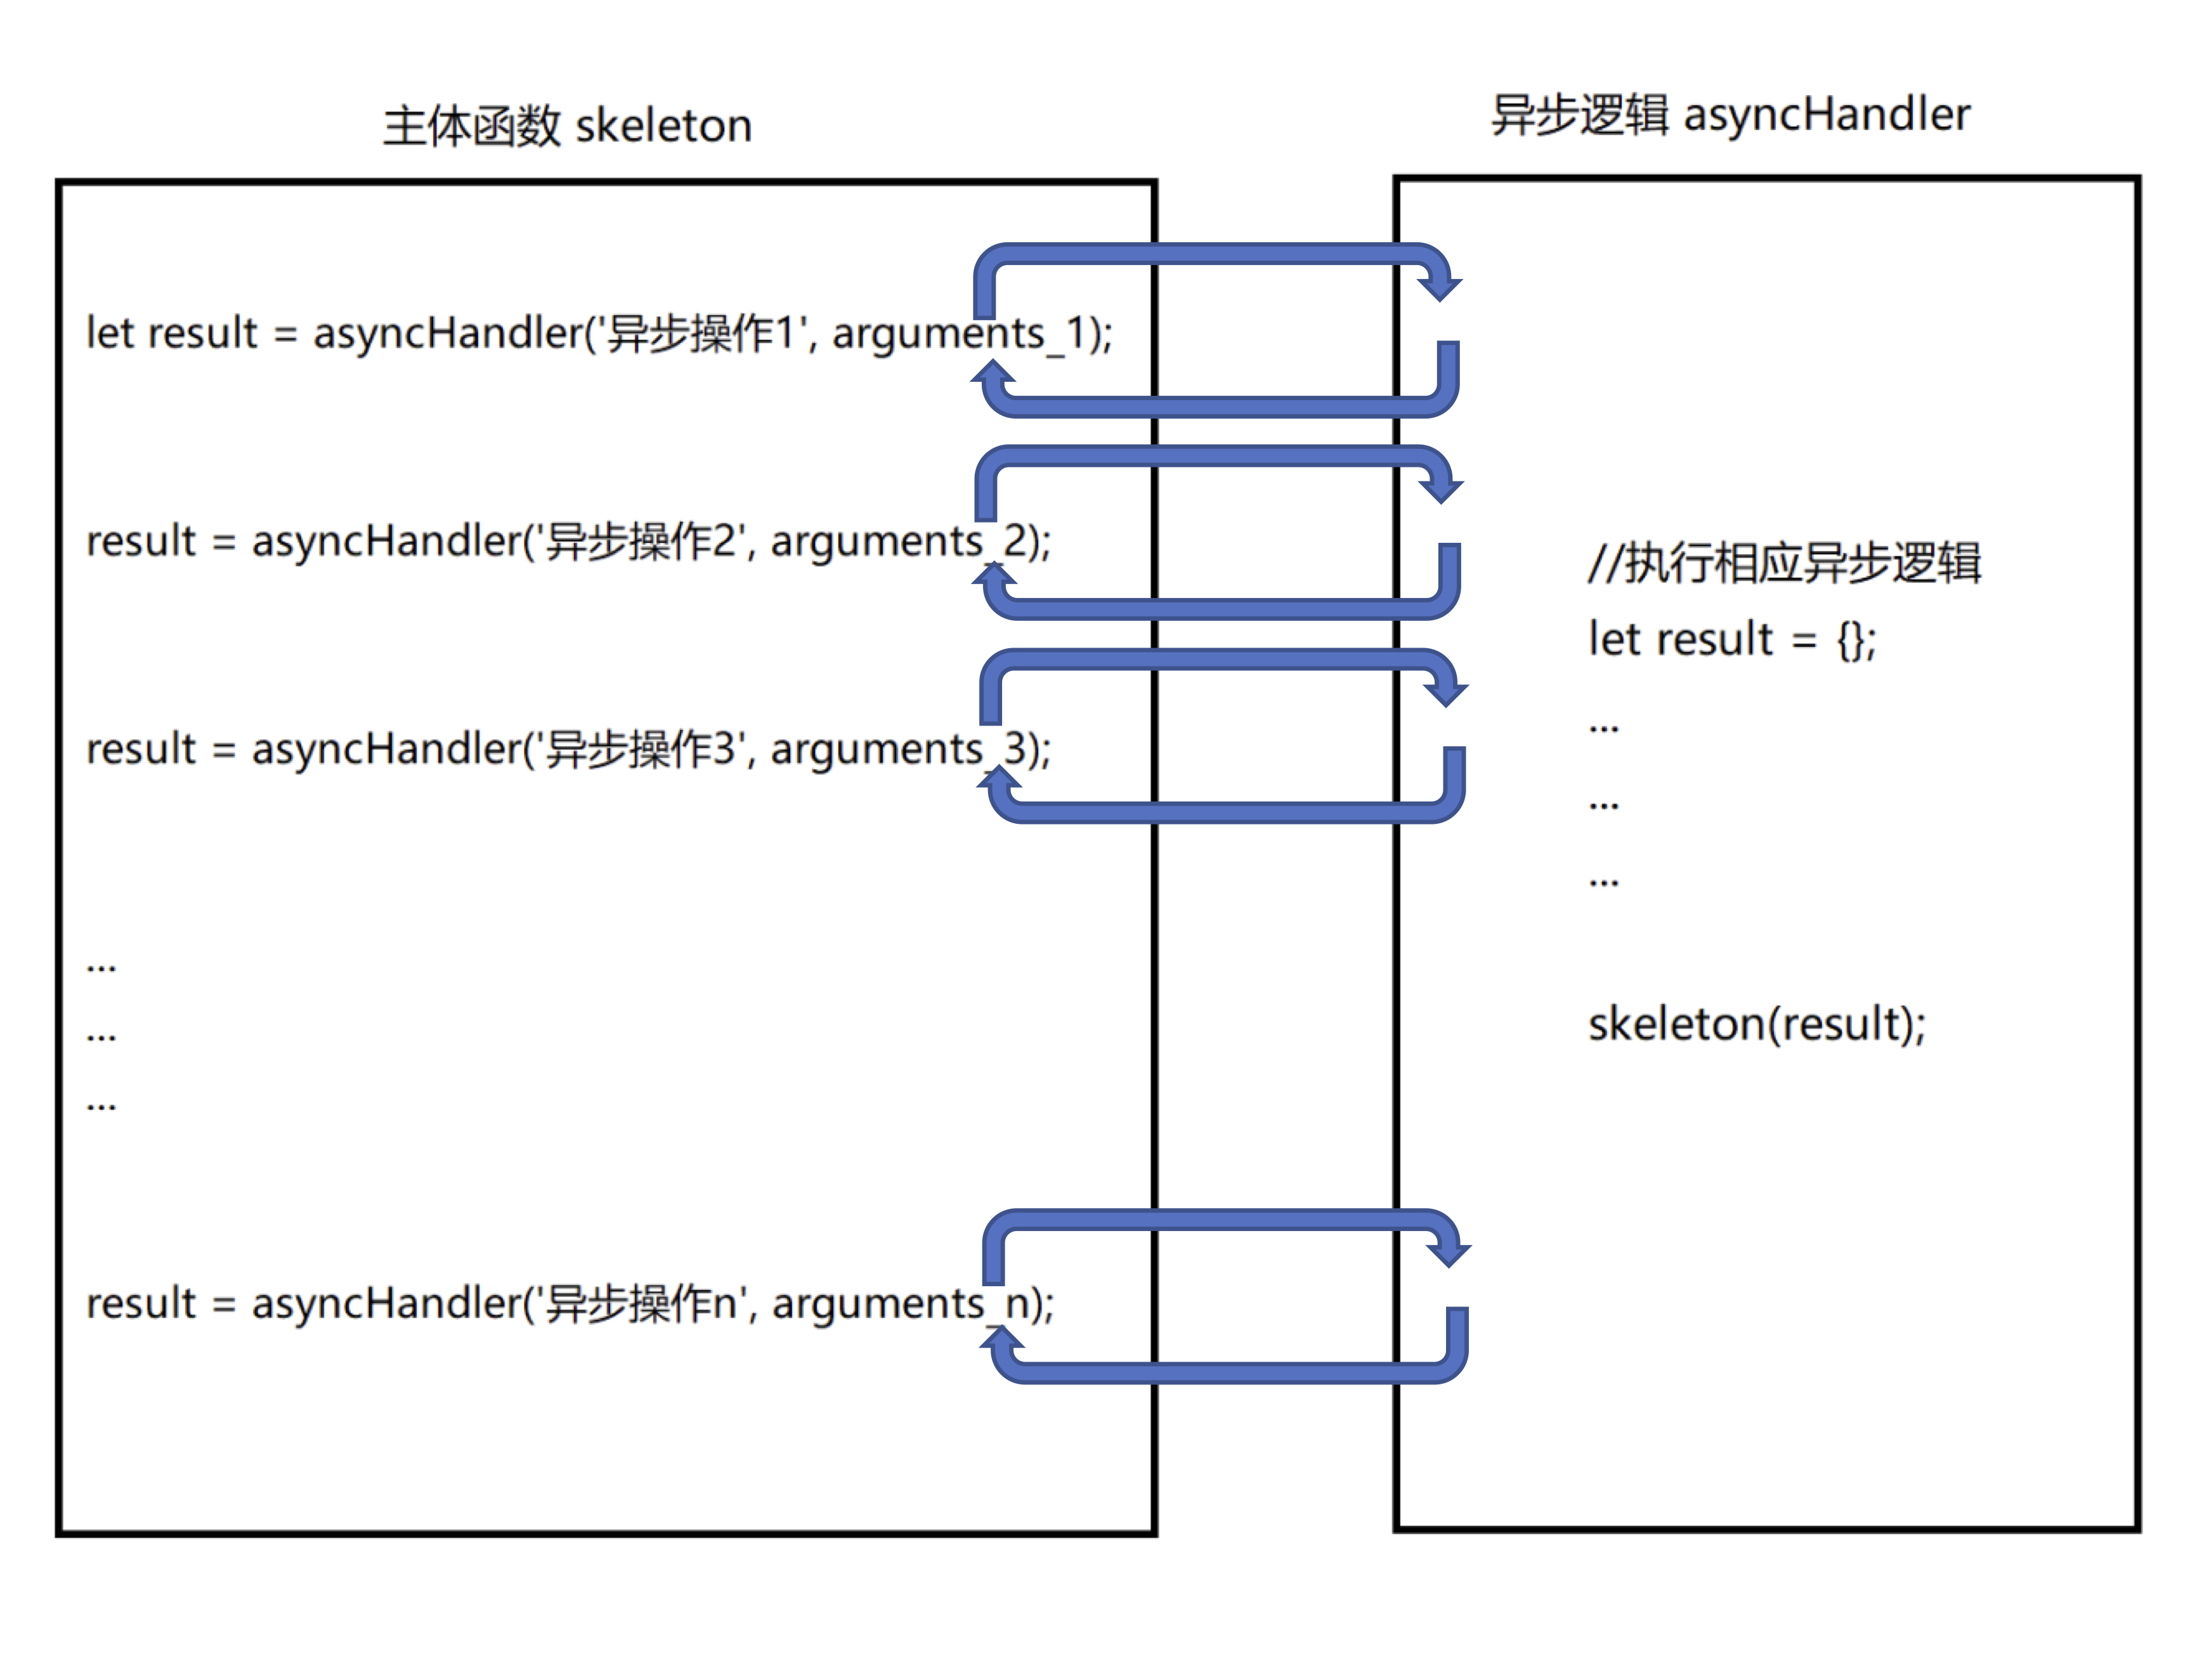 主体函数 skeleton
let result = asyncHandler('异步操作1', arguments_1);
result = asyncHandler('异步操作2', arguments_2);
result = asyncHandler('异步操作3', arguments_3);
...
...
...
result = asyncHandler('异步操作n', arguments_n);
异步逻辑 asyncHandler
//执行相应异步逻辑
let result = {};
...
...
...
skeleton(result);